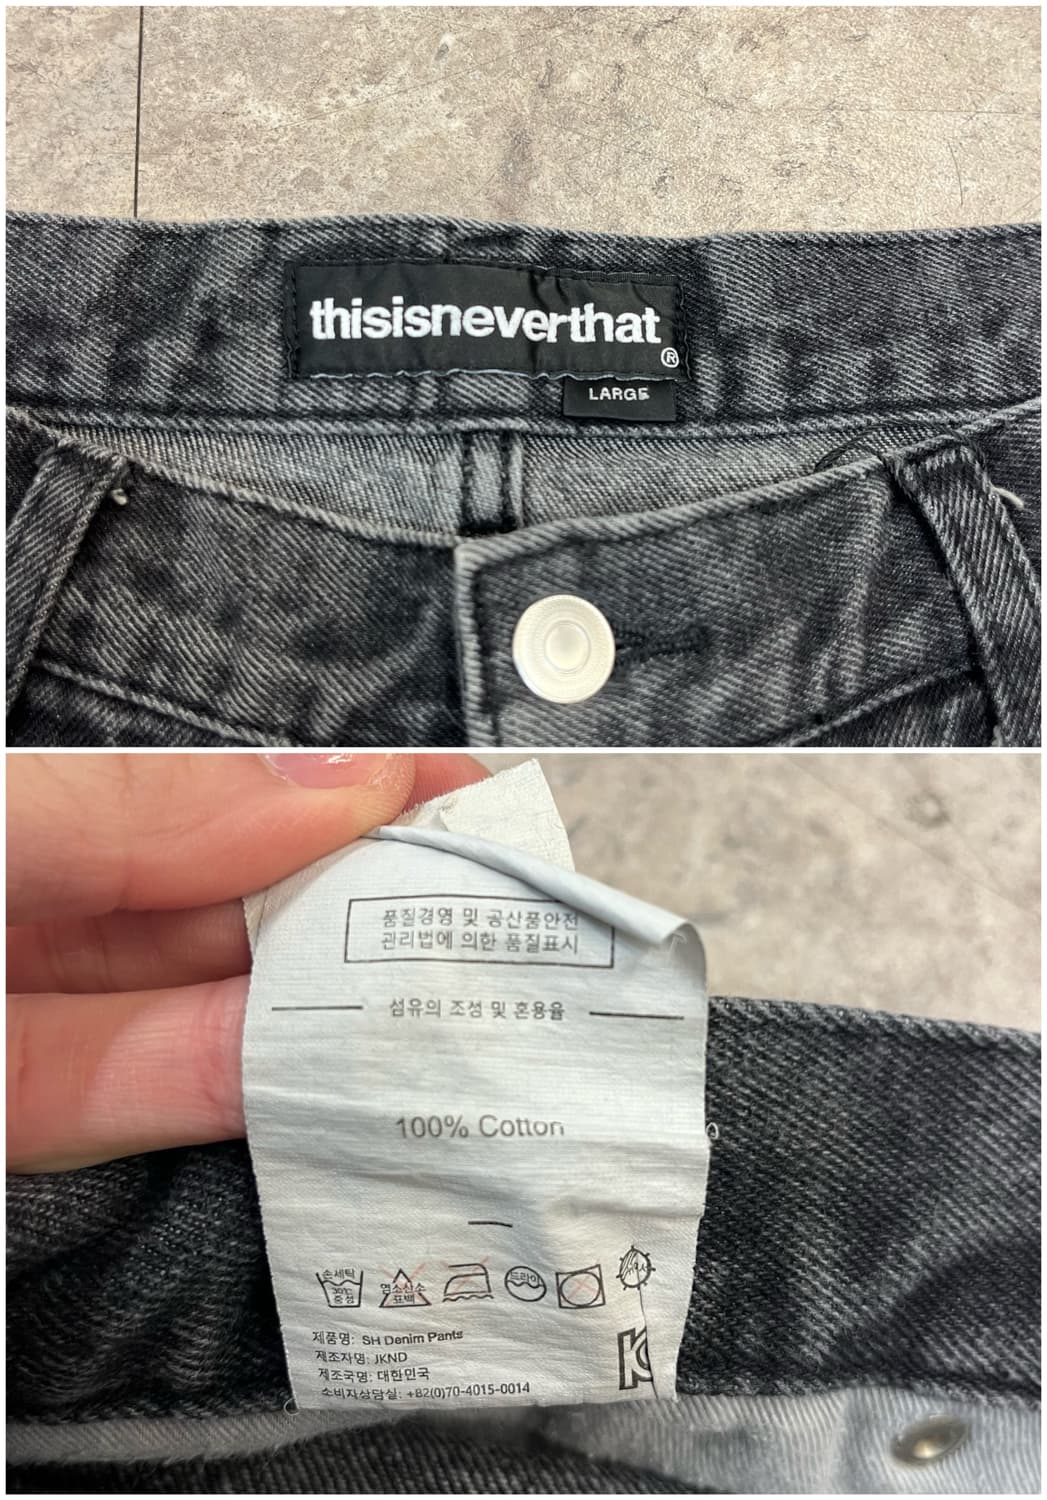 thisisneverthat
®
LARGE
품질경영 및 공산품안전
관리법에 의한 품질표시
섬유의 조성 및 혼용율
100% Cotton
손세탁
30℃
중성
염소산소
표백
드라이
제품명: SH Denim Pants
제조자명: JKND
제조국명: 대한민국
소비자상담실: +82(0)70-4015-0014